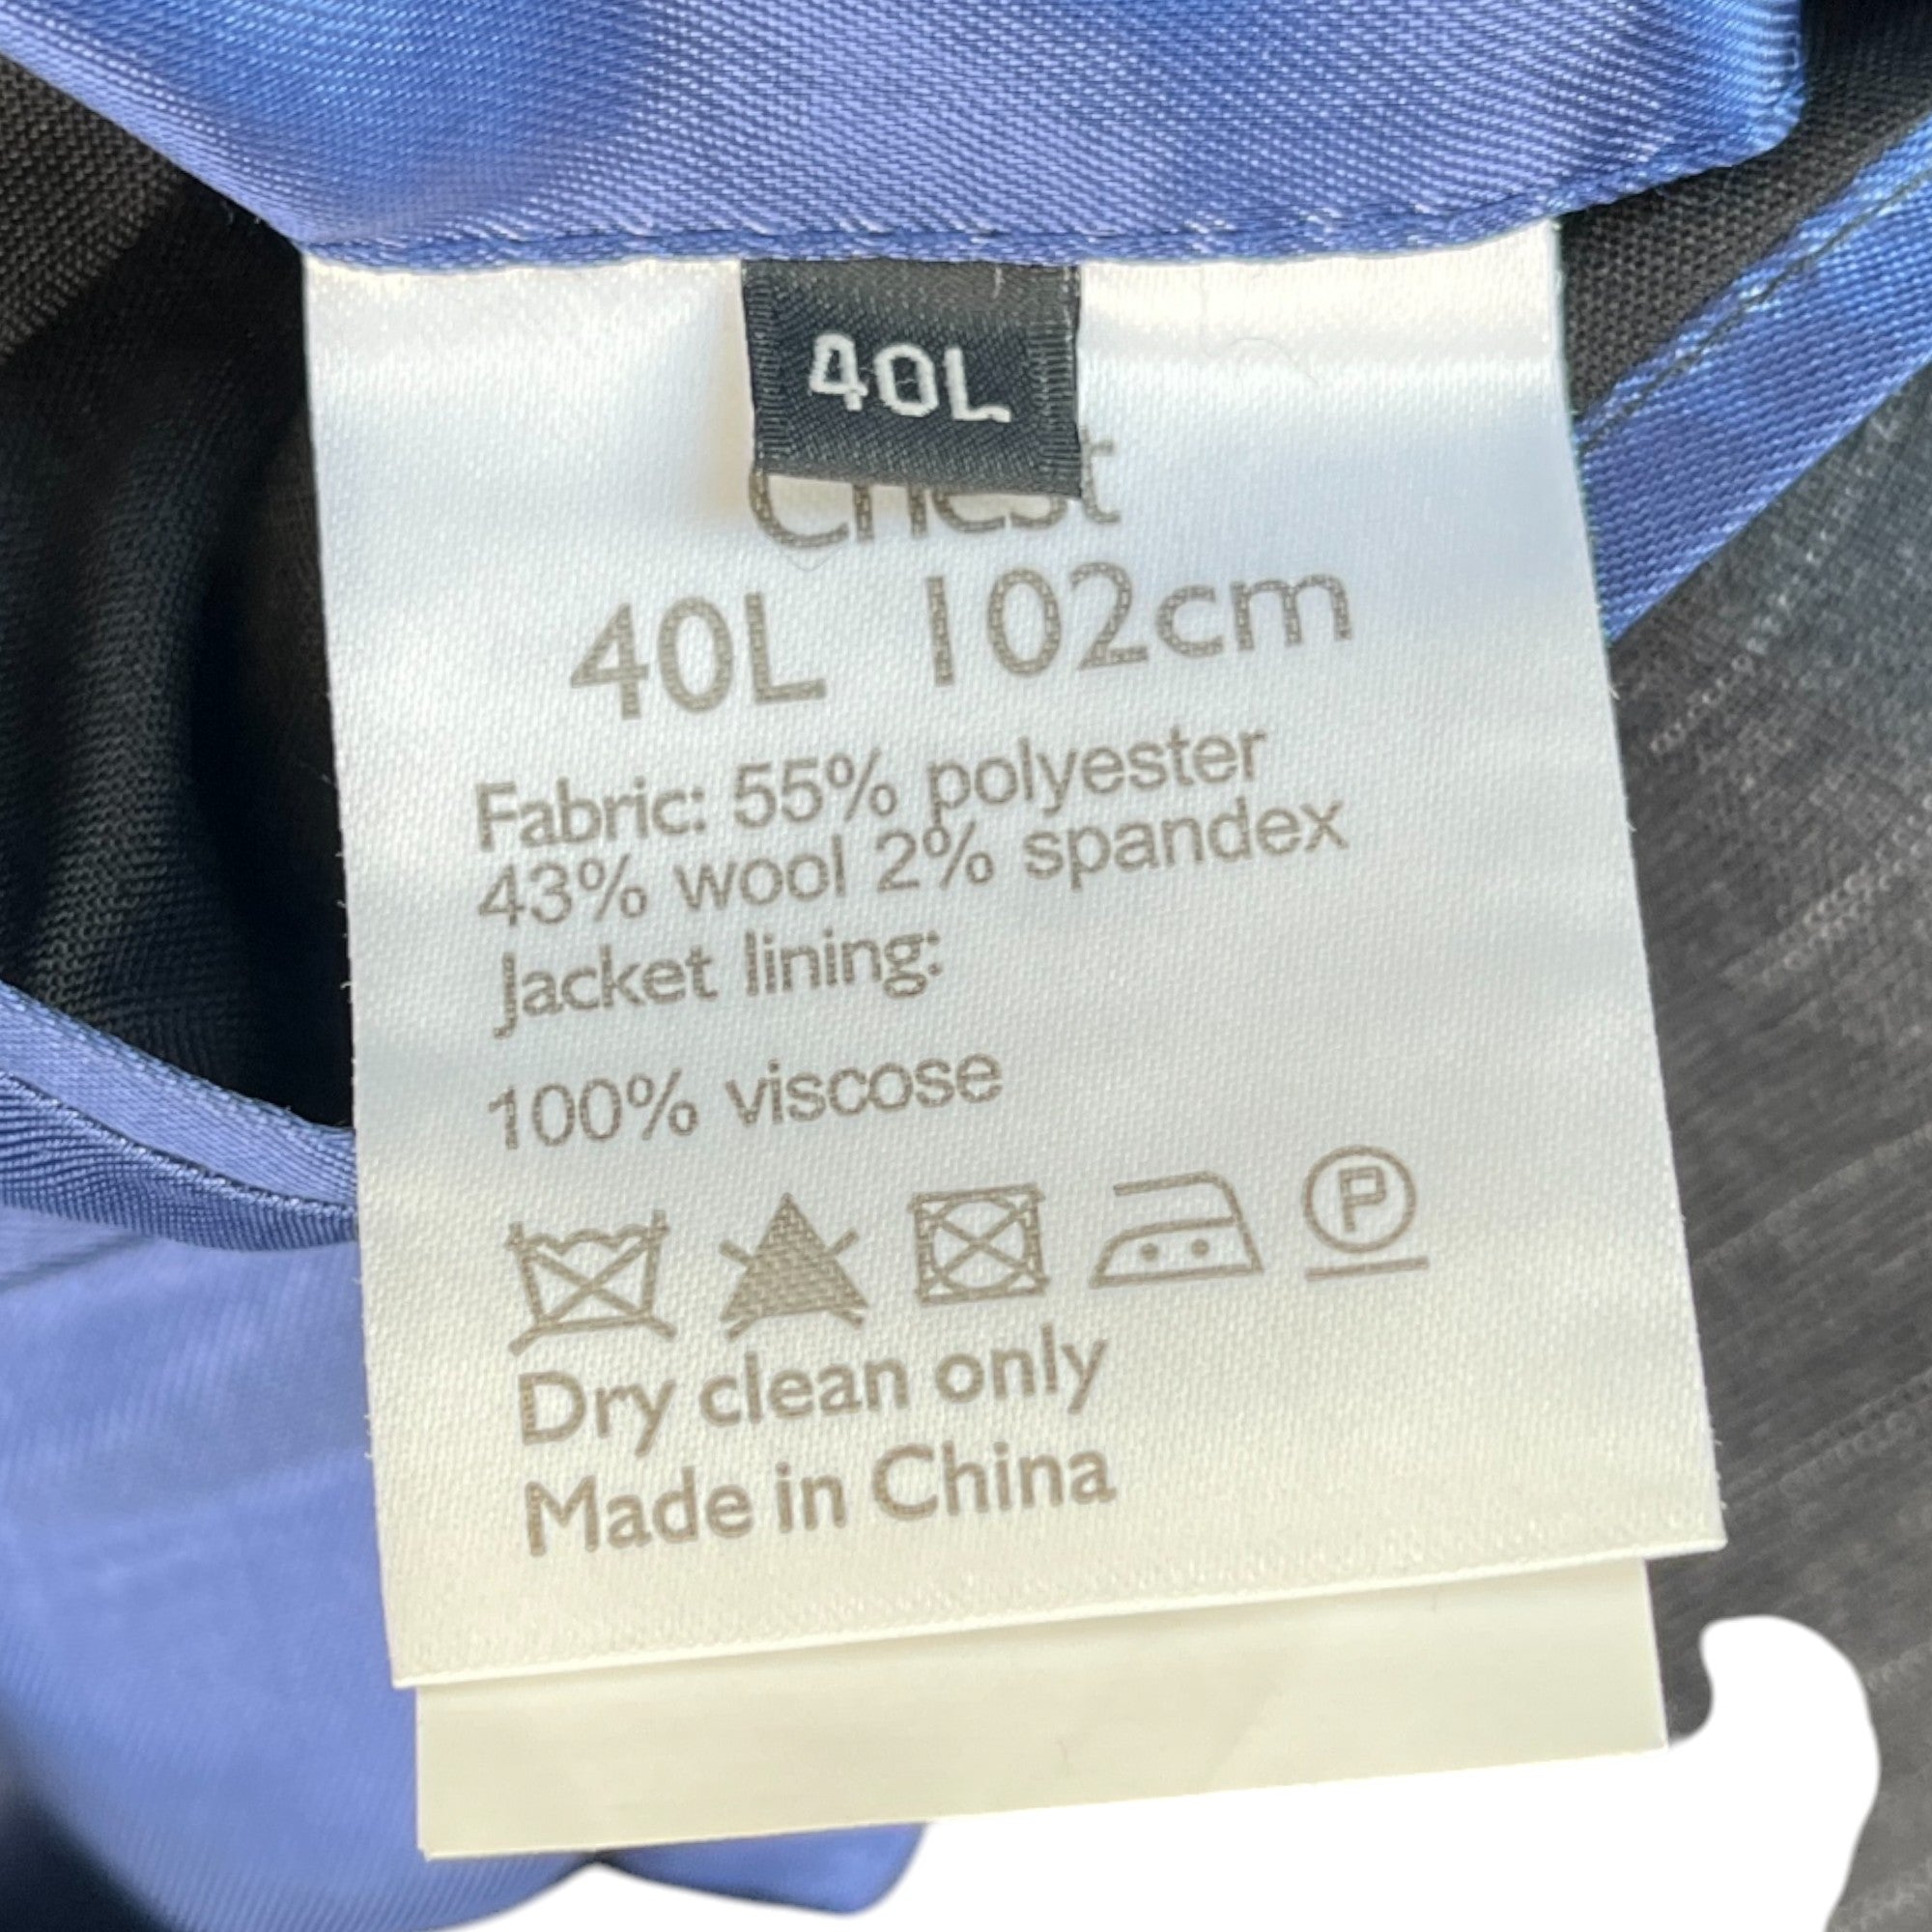 40L
Chest
40L 102cm
Fabric: 55% polyester
43% wool 2% spandex
Jacket lining:
100% viscose
P
Dry clean only
Made in China